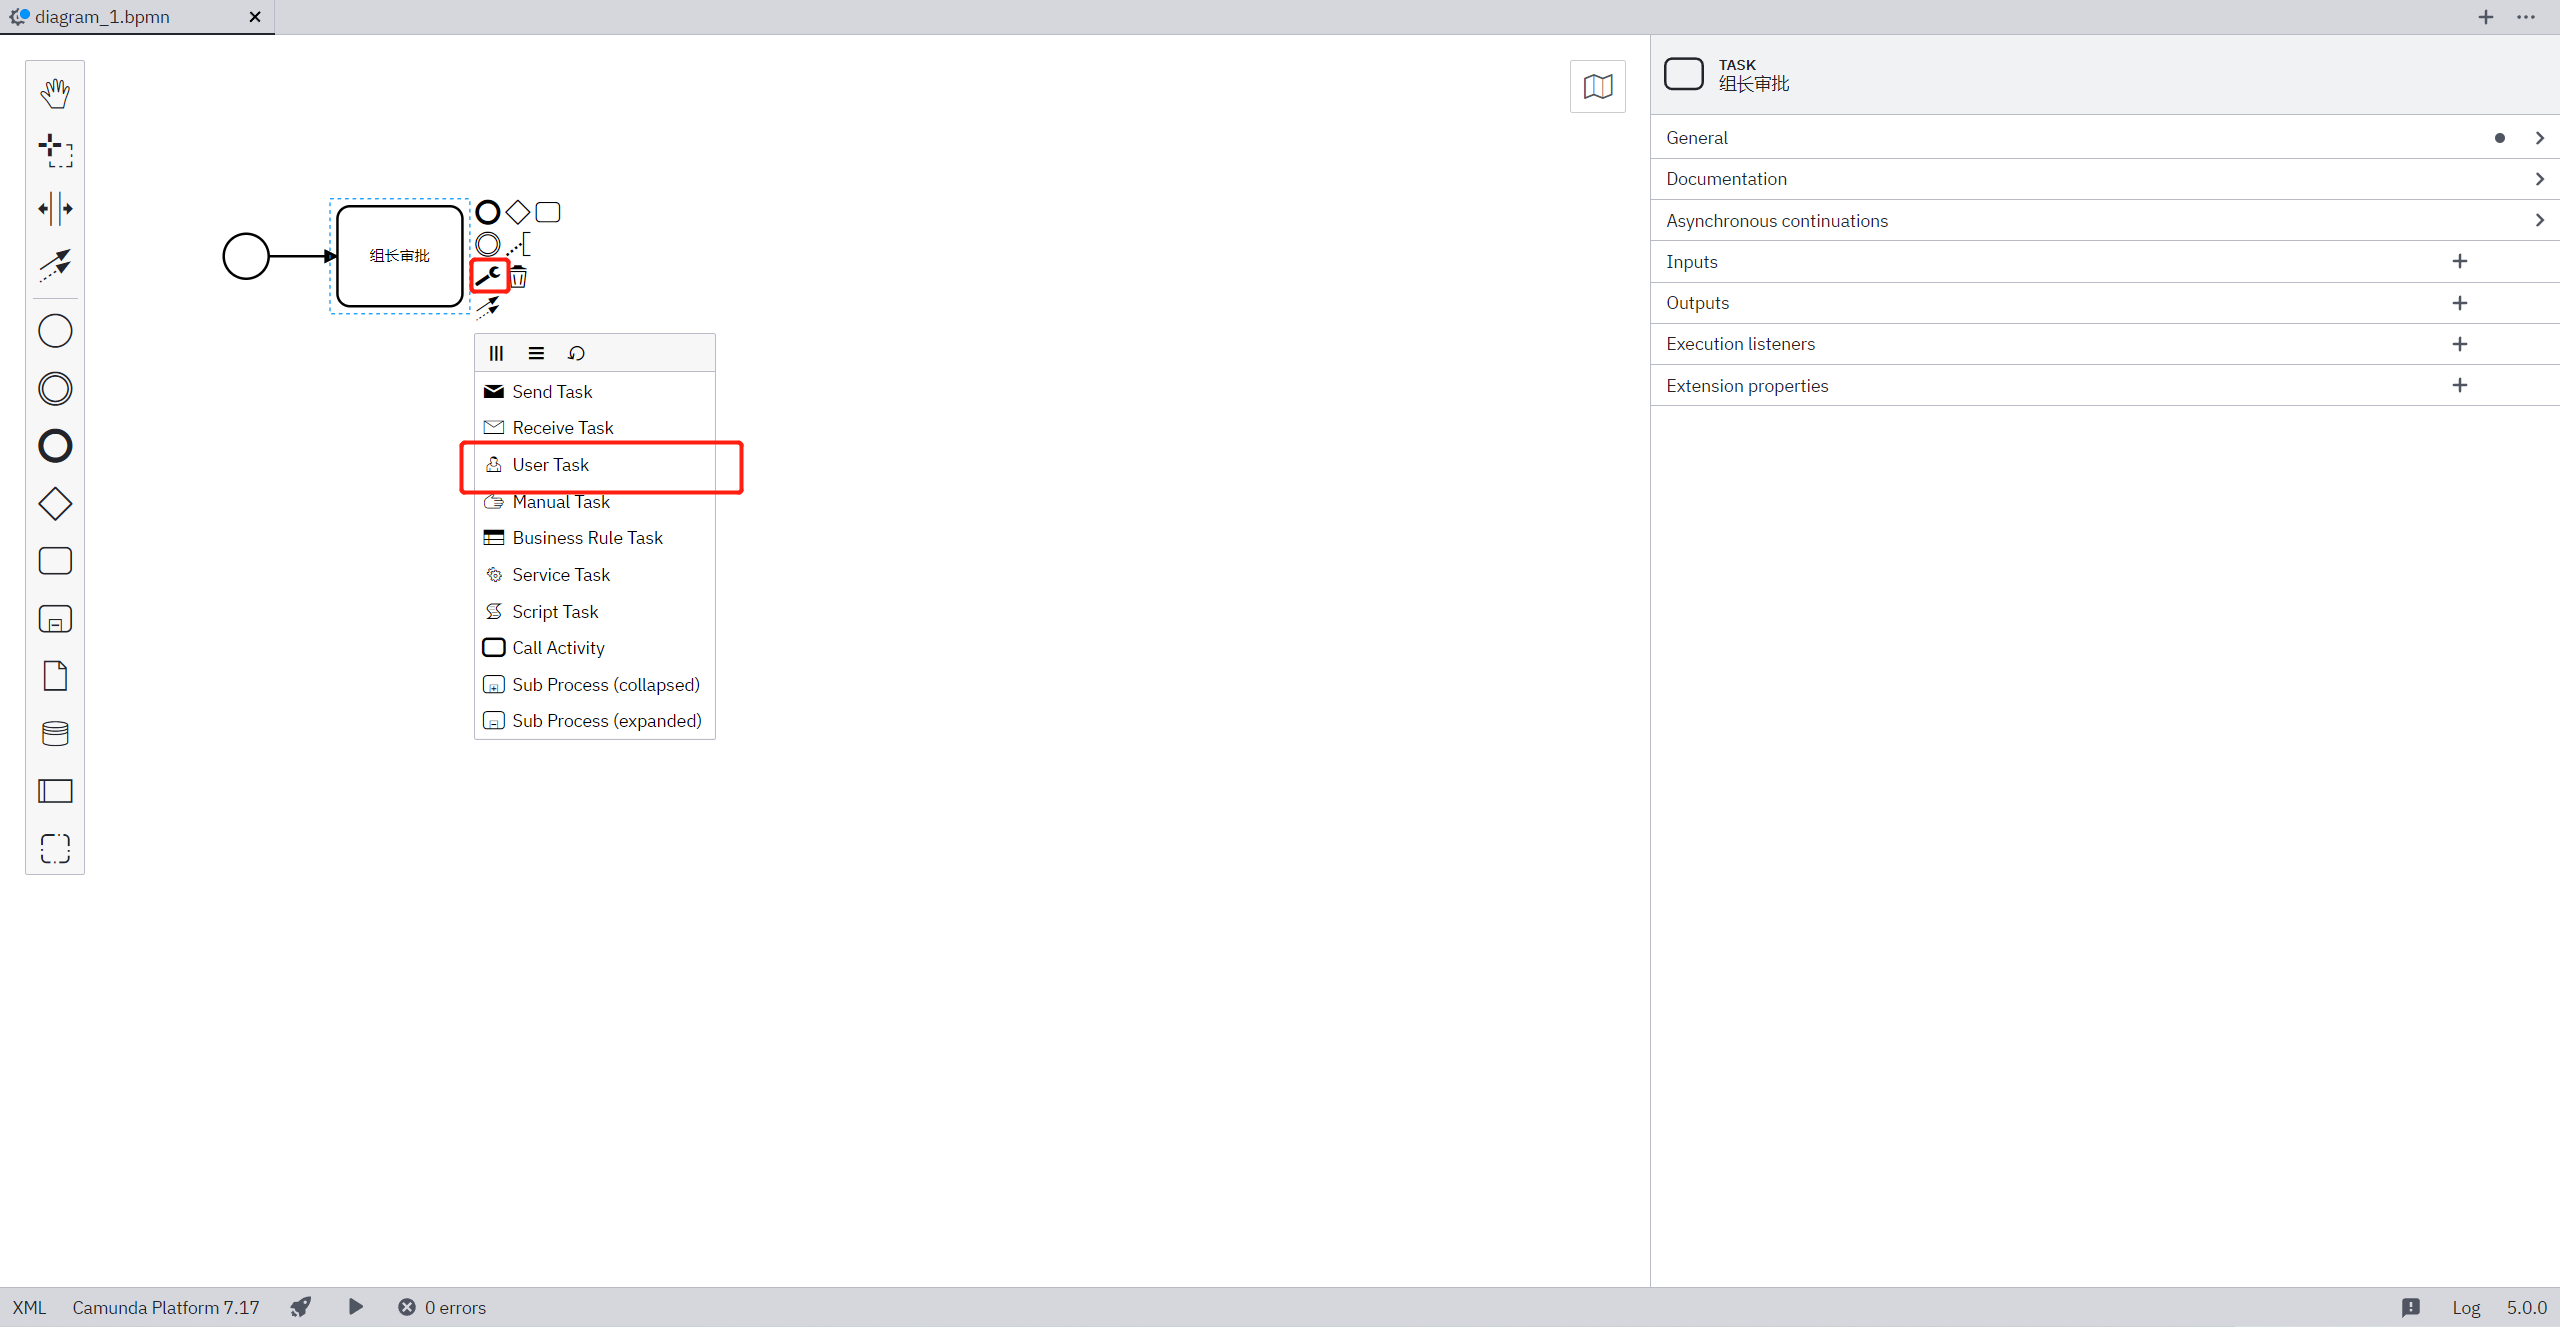 diagram_1.bpmn
组长审批
Send Task
Receive Task
User Task
Manual Task
Business Rule Task
Service Task
Script Task
Call Activity
Sub Process (collapsed)
Sub Process (expanded)
TASK
组长审批
General
Documentation
Asynchronous continuations
Inputs
Outputs
Execution listeners
Extension properties
XML Camunda Platform 7.17 0 errors Log 5.0.0